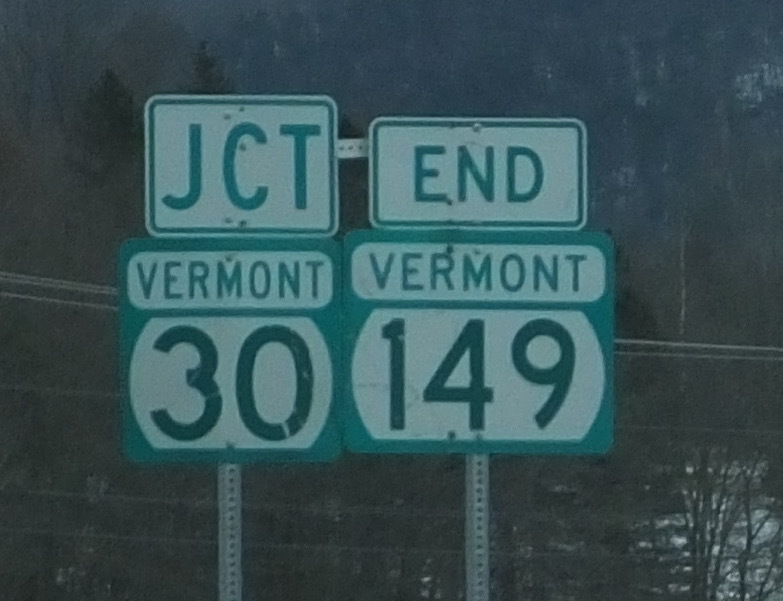 JCT
VERMONT
30
END
VERMONT
149